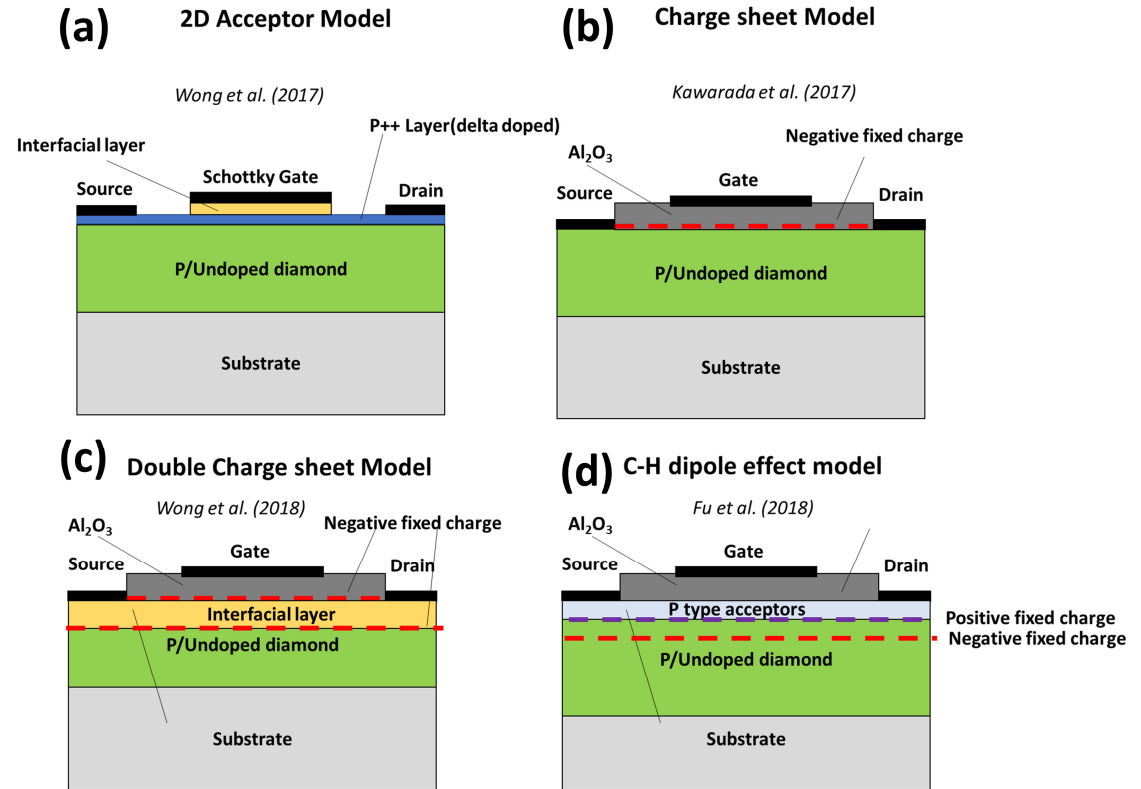 (a)
2D Acceptor Model
Wong et al. (2017)
P++ Layer(delta doped)
Interfacial layer
Schottky Gate
Source
Drain
P/Undoped diamond
Substrate
(b)
Charge sheet Model
Kawarada et al. (2017)
Negative fixed charge
Al₂O₃
Gate
Source
Drain
P/Undoped diamond
Substrate
(c)
Double Charge sheet Model
Wong et al. (2018)
Al₂O₃
Negative fixed charge
Gate
Source
Drain
Interfacial layer
P/Undoped diamond
Substrate
(d)
C-H dipole effect model
Fu et al. (2018)
Al₂O₃
Gate
Source
Drain
P type acceptors
Positive fixed charge
Negative fixed charge
P/Undoped diamond
Substrate